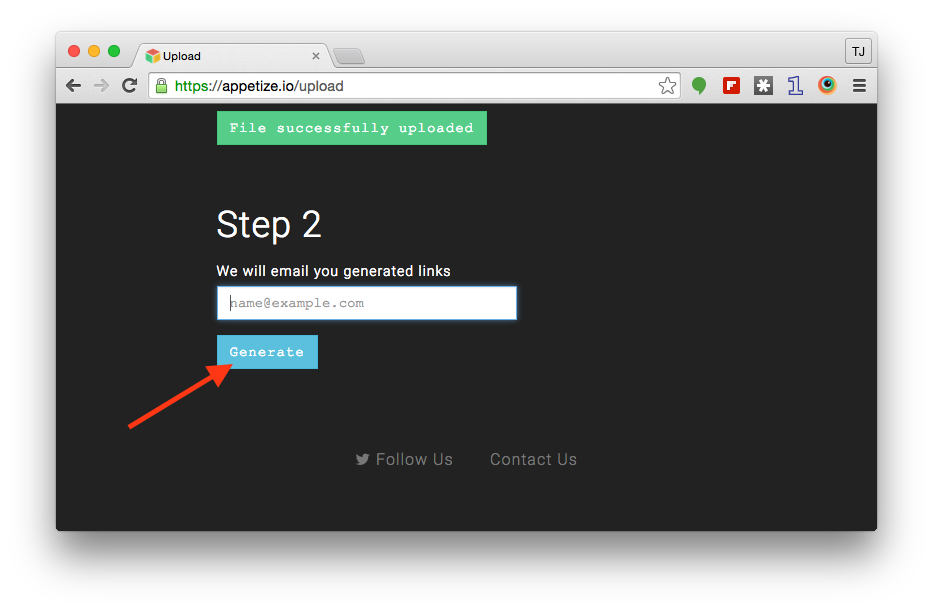 Upload
TJ
https://appetize.io/upload
1
File successfully uploaded
Step 2
We will email you generated links
name@example.com
Generate
Follow Us
Contact Us